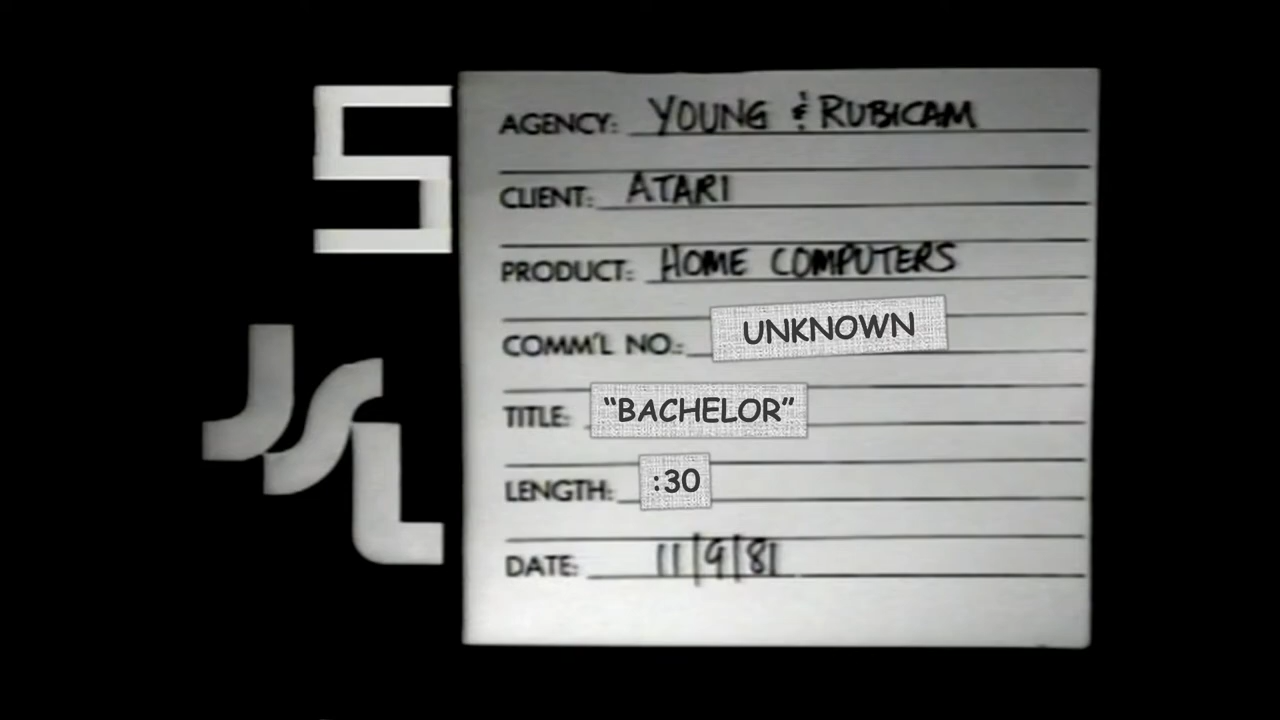 5
JSL
AGENCY: YOUNG & RUBICAM
CLIENT: ATARI
PRODUCT: HOME COMPUTERS
COMM'L NO.: UNKNOWN
TITLE: “BACHELOR”
LENGTH: :30
DATE: 11/9/81